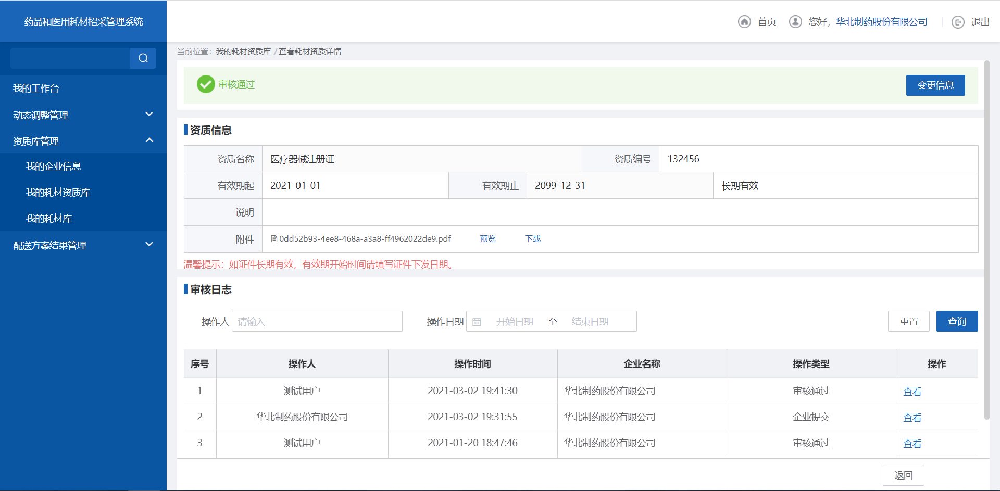 药品和医用耗材招采管理系统
首页 您好，华北制药股份有限公司 退出
当前位置：我的耗材资质库 / 查看耗材资质详情
我的工作台
动态调整管理
资质库管理
我的企业信息
我的耗材资质库
我的耗材库
配送方案结果管理
审核通过 变更信息
资质信息
资质名称 医疗器械注册证 资质编号 132456
有效期起 2021-01-01 有效期止 2099-12-31 长期有效
说明
附件 0dd52b93-4ee8-468a-a3a8-ff4962022de9.pdf 预览 下载
温馨提示：如证件长期有效，有效期开始时间请填写证件下发日期。
审核日志
操作人 请输入 操作日期 开始日期 至 结束日期 重置 查询
序号 操作人 操作时间 企业名称 操作类型 操作
1 测试用户 2021-03-02 19:41:30 华北制药股份有限公司 审核通过 查看
2 华北制药股份有限公司 2021-03-02 19:31:55 华北制药股份有限公司 企业提交 查看
3 测试用户 2021-01-20 18:47:46 华北制药股份有限公司 审核通过 查看
返回